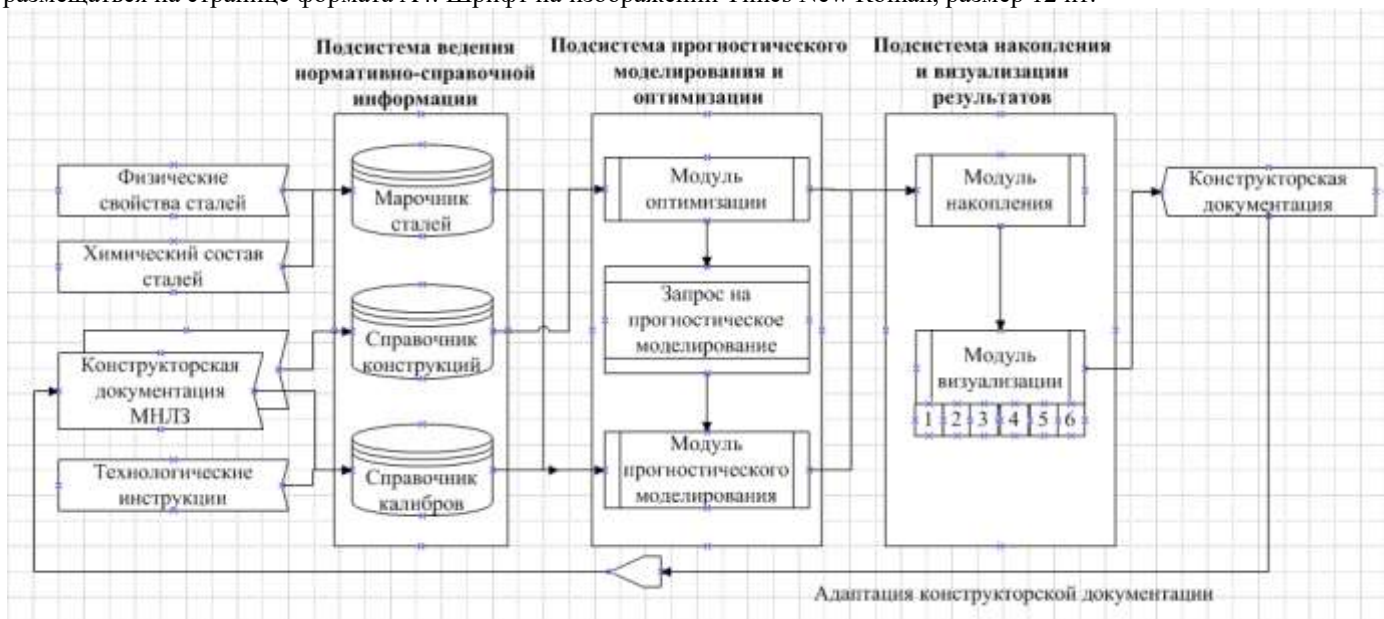 размещаться на странице формата А4. Шрифт на изображении Times New Roman, размер 12 пт.
Подсистема ведения
нормативно-справочной
информации
Подсистема прогностического
моделирования и
оптимизации
Подсистема накопления
и визуализации
результатов
Физические
свойства сталей
Химический состав
сталей
Конструкторская
документация
МНЛЗ
Технологические
инструкции
Марочник
сталей
Справочник
конструкций
Справочник
калибров
Модуль
оптимизации
Запрос на
прогностическое
моделирование
Модуль
прогностического
моделирования
Модуль
накопления
Модуль
визуализации
1 2 3 4 5 6
Конструкторская
документация
Адаптация конструкторской документации